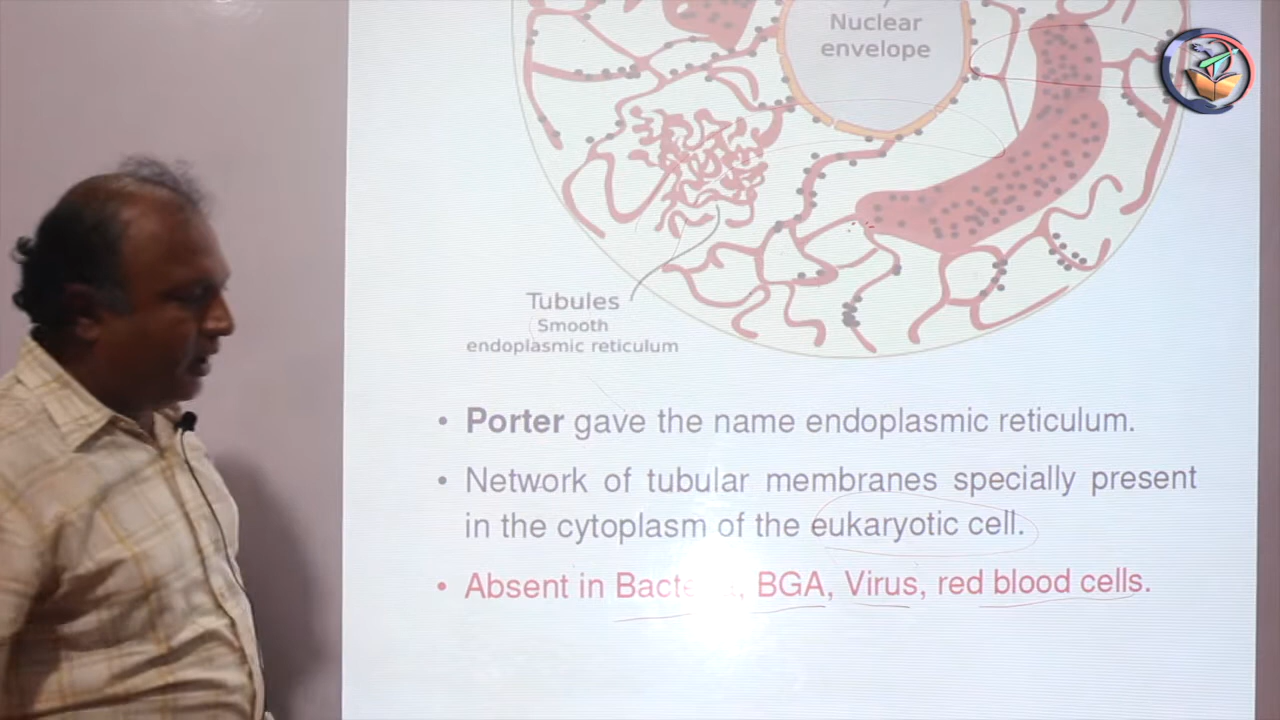 Nuclear
envelope
Tubules
Smooth
endoplasmic reticulum
• Porter gave the name endoplasmic reticulum.
• Network of tubular membranes specially present
in the cytoplasm of the eukaryotic cell.
• Absent in , BGA, Virus, red blood cells.